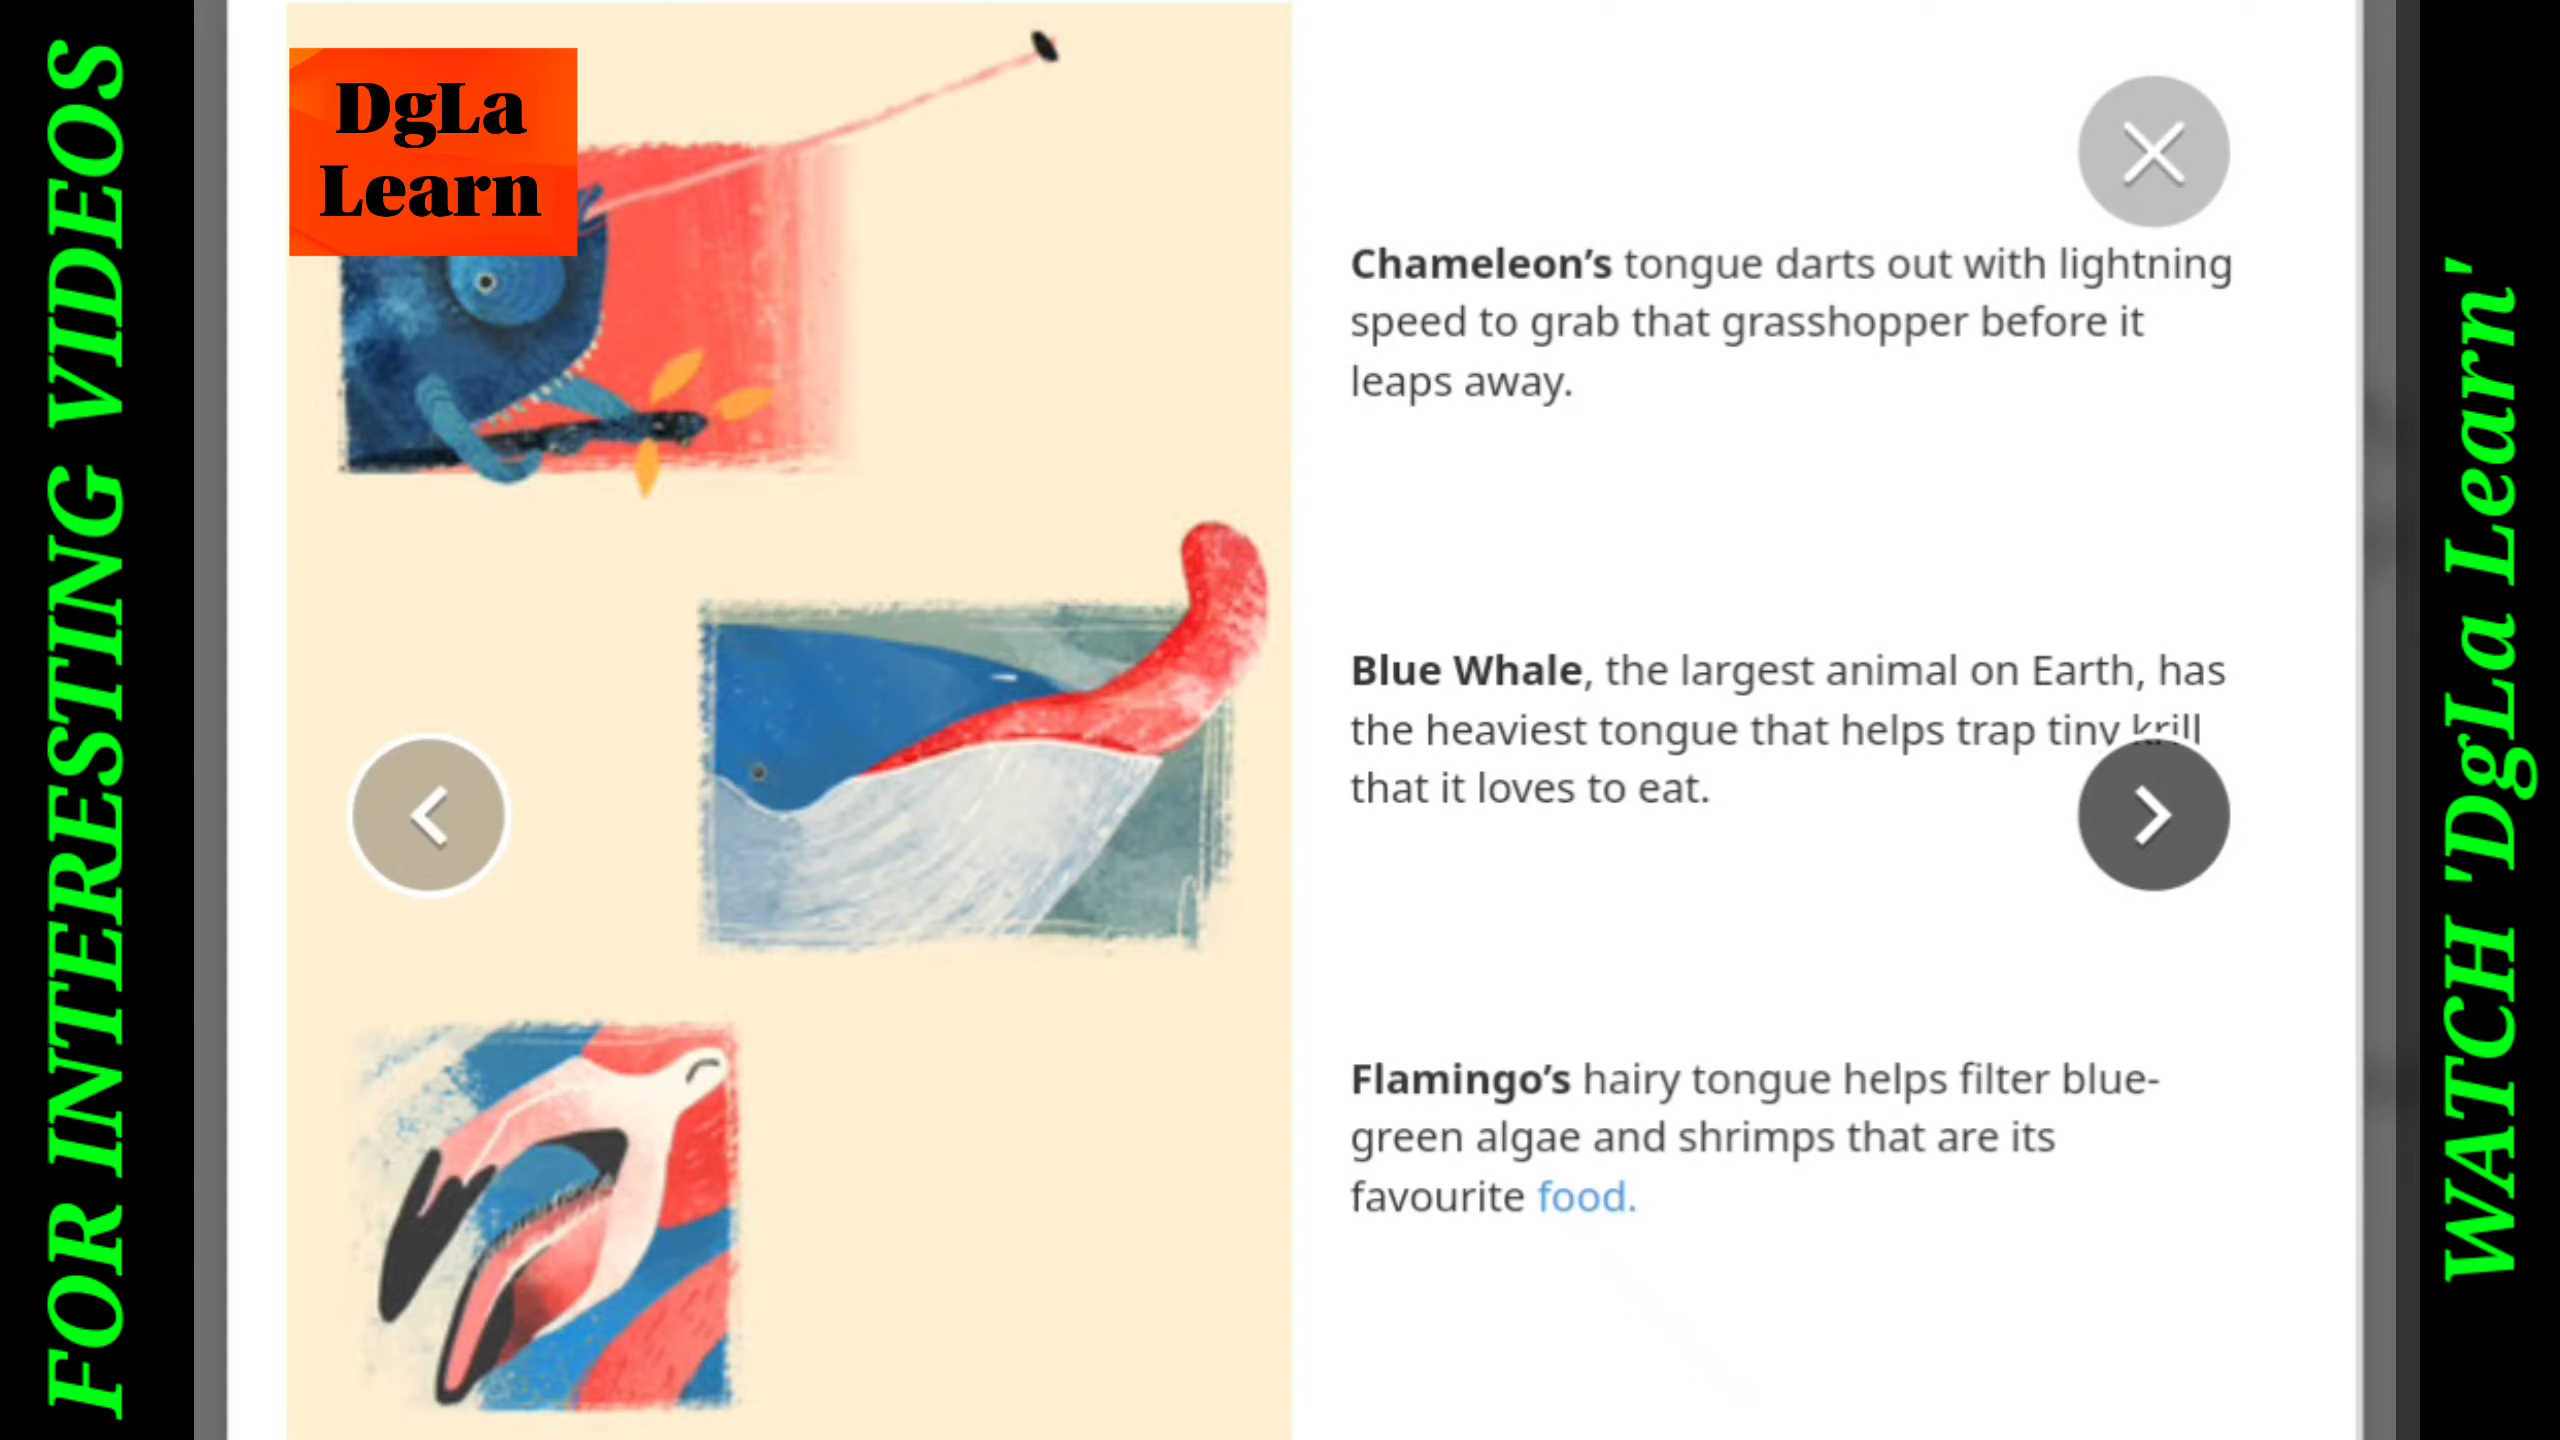 FOR INTERESTING VIDEOS
DgLa
Learn
Chameleon’s tongue darts out with lightning
speed to grab that grasshopper before it
leaps away.
Blue Whale, the largest animal on Earth, has
the heaviest tongue that helps trap tiny krill
that it loves to eat.
Flamingo’s hairy tongue helps filter blue-
green algae and shrimps that are its
favourite food.
WATCH 'DgLa Learn'